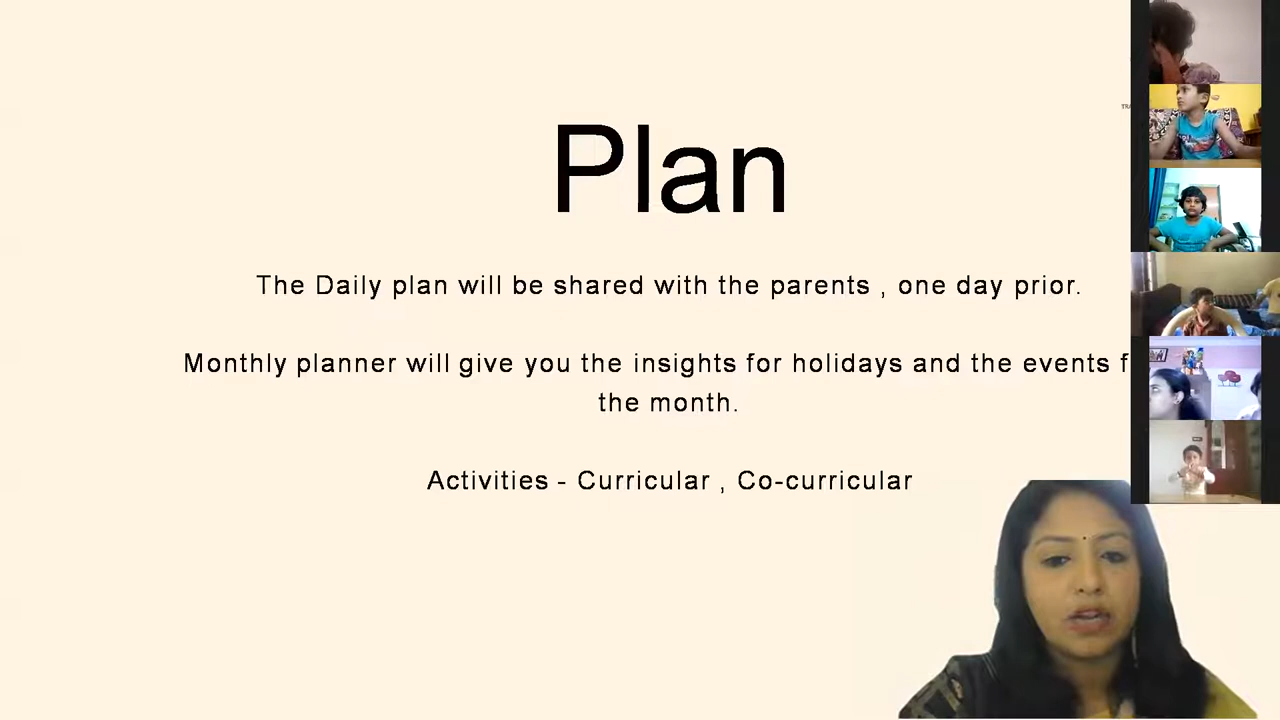 Plan
The Daily plan will be shared with the parents , one day prior.
Monthly planner will give you the insights for holidays and the events
the month.
Activities - Curricular , Co-curricular